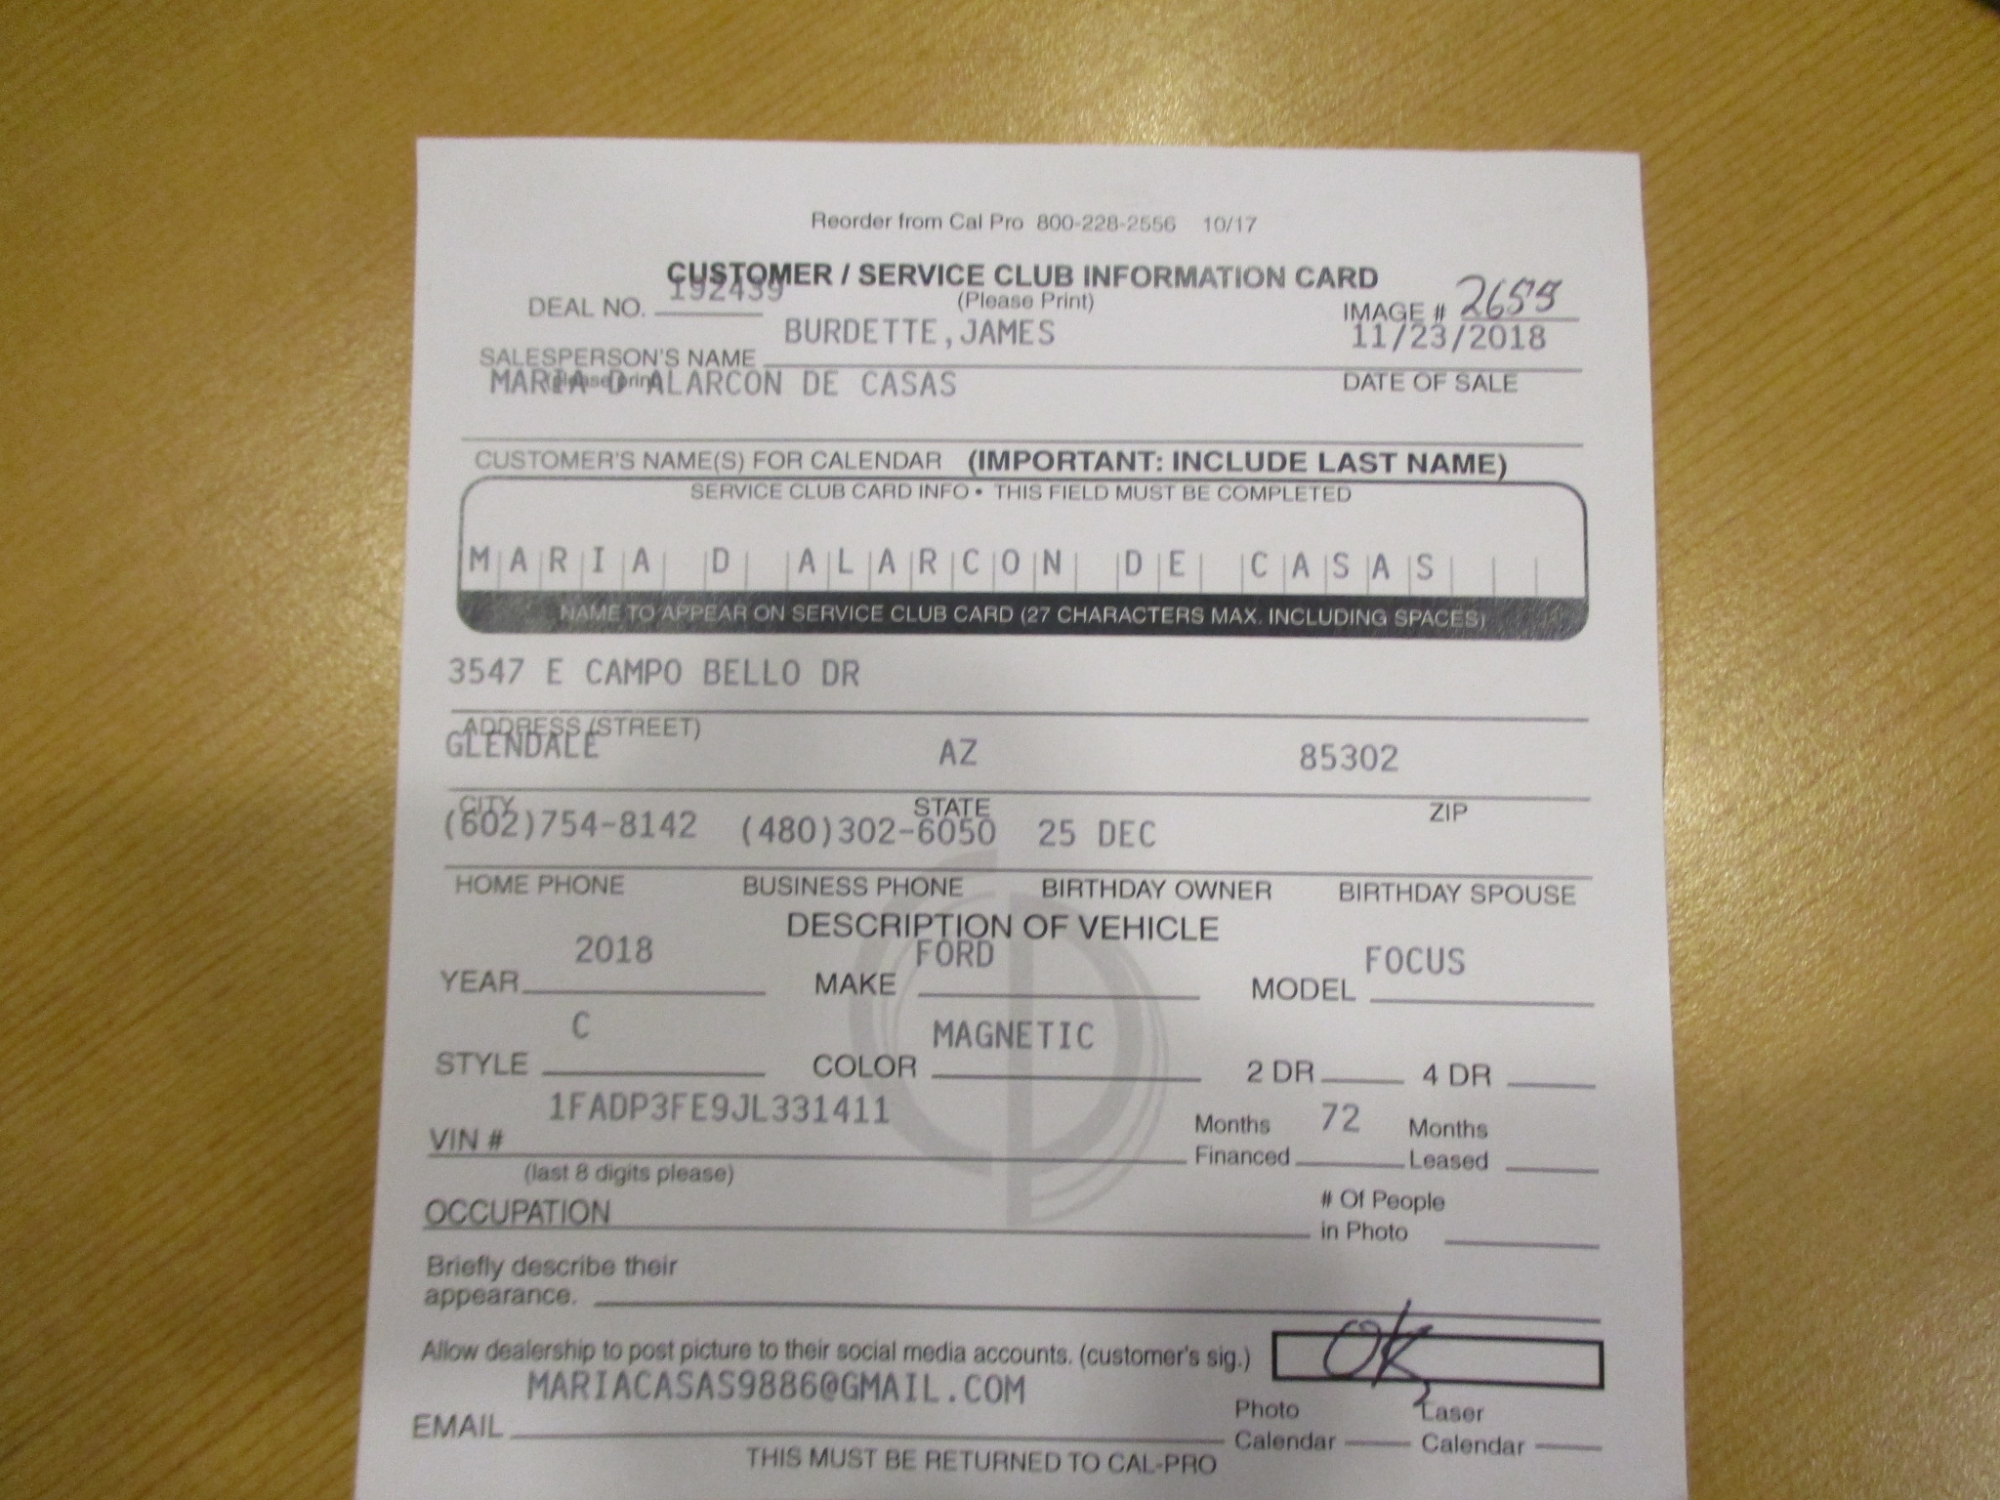 Reorder from Cal Pro 800-228-2556 10/17
CUSTOMER / SERVICE CLUB INFORMATION CARD
192439
(Please Print)
DEAL NO.
IMAGE #
BURDETTE,JAMES
11/23/2018
SALESPERSON'S NAME
(please print)
MARIA D ALARCON DE CASAS
DATE OF SALE
CUSTOMER'S NAME(S) FOR CALENDAR (IMPORTANT: INCLUDE LAST NAME)
SERVICE CLUB CARD INFO • THIS FIELD MUST BE COMPLETED
MARIA D ALARCON DE CASAS
NAME TO APPEAR ON SERVICE CLUB CARD (27 CHARACTERS MAX. INCLUDING SPACES)
3547 E CAMPO BELLO DR
ADDRESS (STREET)
GLENDALE AZ 85302
CITY STATE ZIP
(602)754-8142 (480)302-6050 25 DEC
HOME PHONE BUSINESS PHONE BIRTHDAY OWNER BIRTHDAY SPOUSE
DESCRIPTION OF VEHICLE
2018 FORD FOCUS
YEAR MAKE MODEL
C MAGNETIC
STYLE COLOR 2 DR 4 DR
1FADP3FE9JL331411
VIN #
(last 8 digits please)
Months Financed 72 Months Leased
OCCUPATION
# Of People in Photo
Briefly describe their
appearance.
Allow dealership to post picture to their social media accounts. (customer's sig.) OK
MARIACASAS9886@GMAIL.COM
EMAIL
Photo Calendar Laser Calendar
THIS MUST BE RETURNED TO CAL-PRO